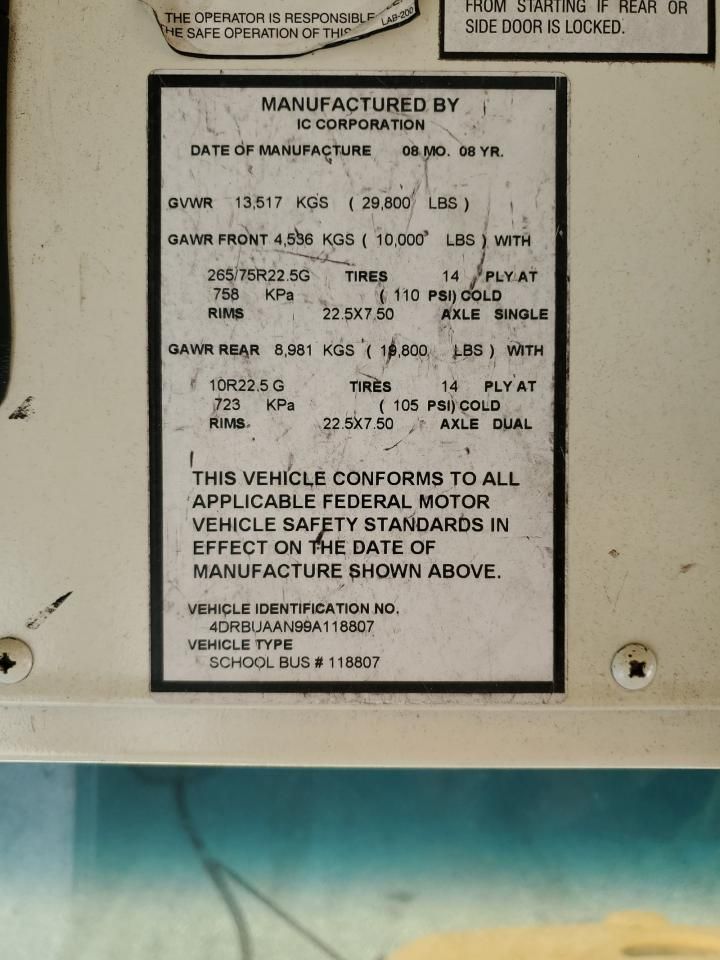 THE OPERATOR IS RESPONSIBLE
THE SAFE OPERATION OF THIS
LAB-200
FROM STARTING IF REAR OR
SIDE DOOR IS LOCKED.
MANUFACTURED BY
IC CORPORATION
DATE OF MANUFACTURE 08 MO. 08 YR.
GVWR 13,517 KGS ( 29,800 LBS )
GAWR FRONT 4,536 KGS ( 10,000 LBS ) WITH
265/75R22.5G TIRES 14 PLY AT
758 KPa ( 110 PSI) COLD
RIMS 22.5X7.50 AXLE SINGLE
GAWR REAR 8,981 KGS ( 19,800 LBS ) WITH
10R22.5 G TIRES 14 PLY AT
723 KPa ( 105 PSI) COLD
RIMS 22.5X7.50 AXLE DUAL
THIS VEHICLE CONFORMS TO ALL
APPLICABLE FEDERAL MOTOR
VEHICLE SAFETY STANDARDS IN
EFFECT ON THE DATE OF
MANUFACTURE SHOWN ABOVE.
VEHICLE IDENTIFICATION NO.
4DRBUAAN99A118807
VEHICLE TYPE
SCHOOL BUS # 118807